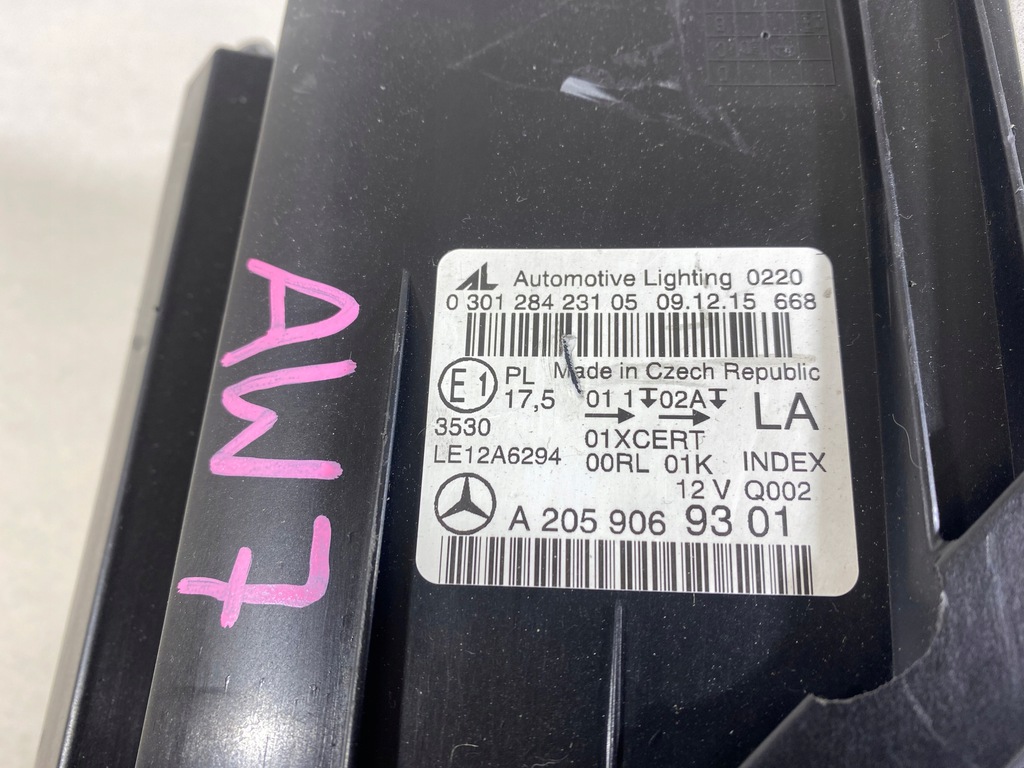 AL Automotive Lighting 0220
0 301 284 231 05 09.12.15 668
Made in Czech Republic
E1 PL 17,5
01 1 02A
LA
3530
01XCERT
LE12A6294
00RL 01K
INDEX
12 V Q002
A 205 906 93 01
AW7